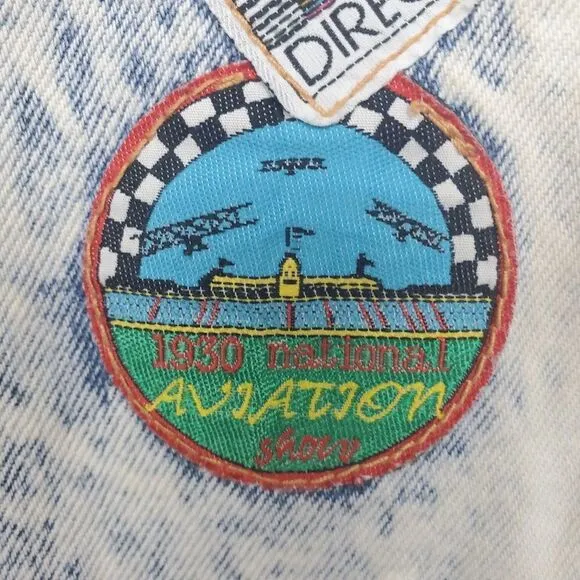 DIREC
1930 national
AVIATION
show